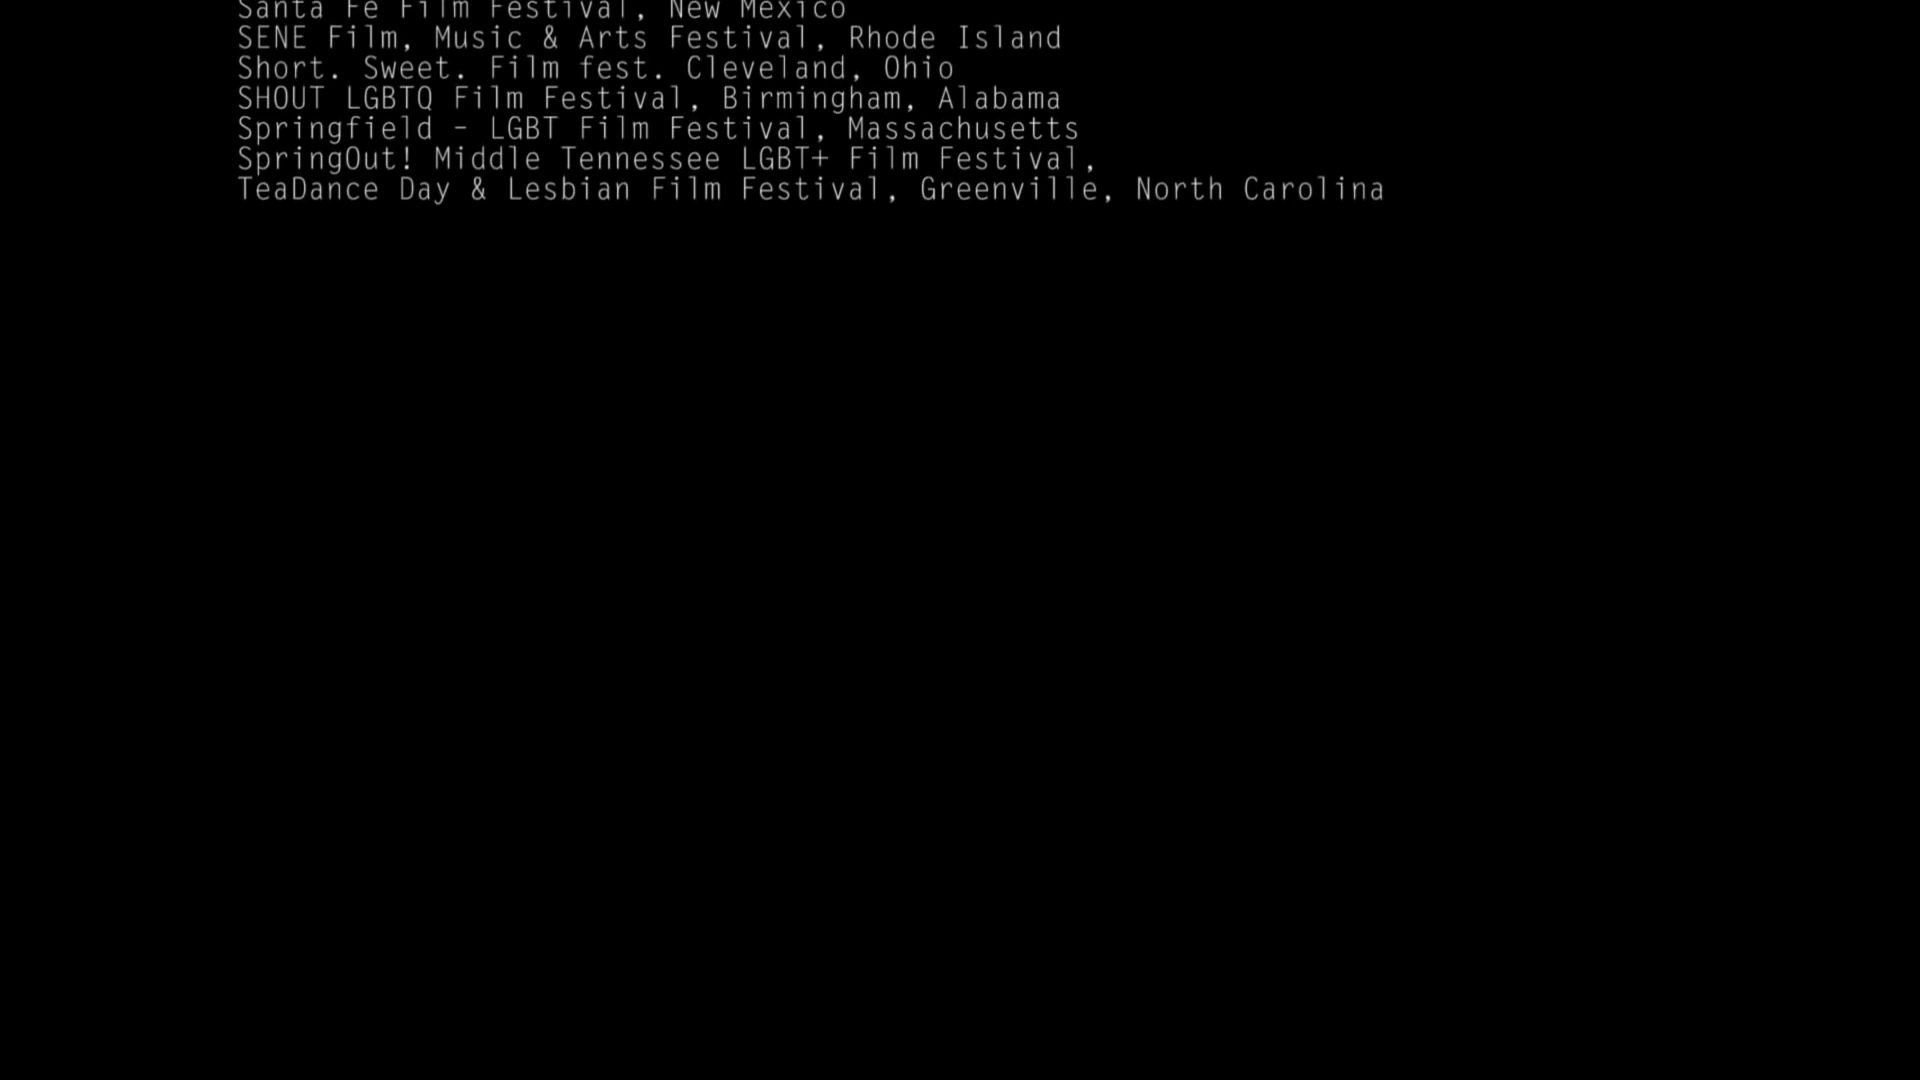 Santa Fe Film Festival, New Mexico
SENE Film, Music & Arts Festival, Rhode Island
Short. Sweet. Film fest. Cleveland, Ohio
SHOUT LGBTQ Film Festival, Birmingham, Alabama
Springfield - LGBT Film Festival, Massachusetts
SpringOut! Middle Tennessee LGBT+ Film Festival,
TeaDance Day & Lesbian Film Festival, Greenville, North Carolina